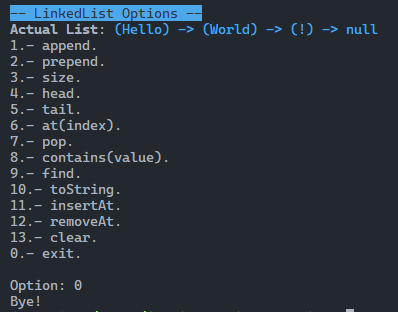 -- LinkedList Options --
Actual List: (Hello) -> (World) -> (!) -> null
1.- append.
2.- prepend.
3.- size.
4.- head.
5.- tail.
6.- at(index).
7.- pop.
8.- contains(value).
9.- find.
10.- toString.
11.- insertAt.
12.- removeAt.
13.- clear.
0.- exit.
Option: 0
Bye!